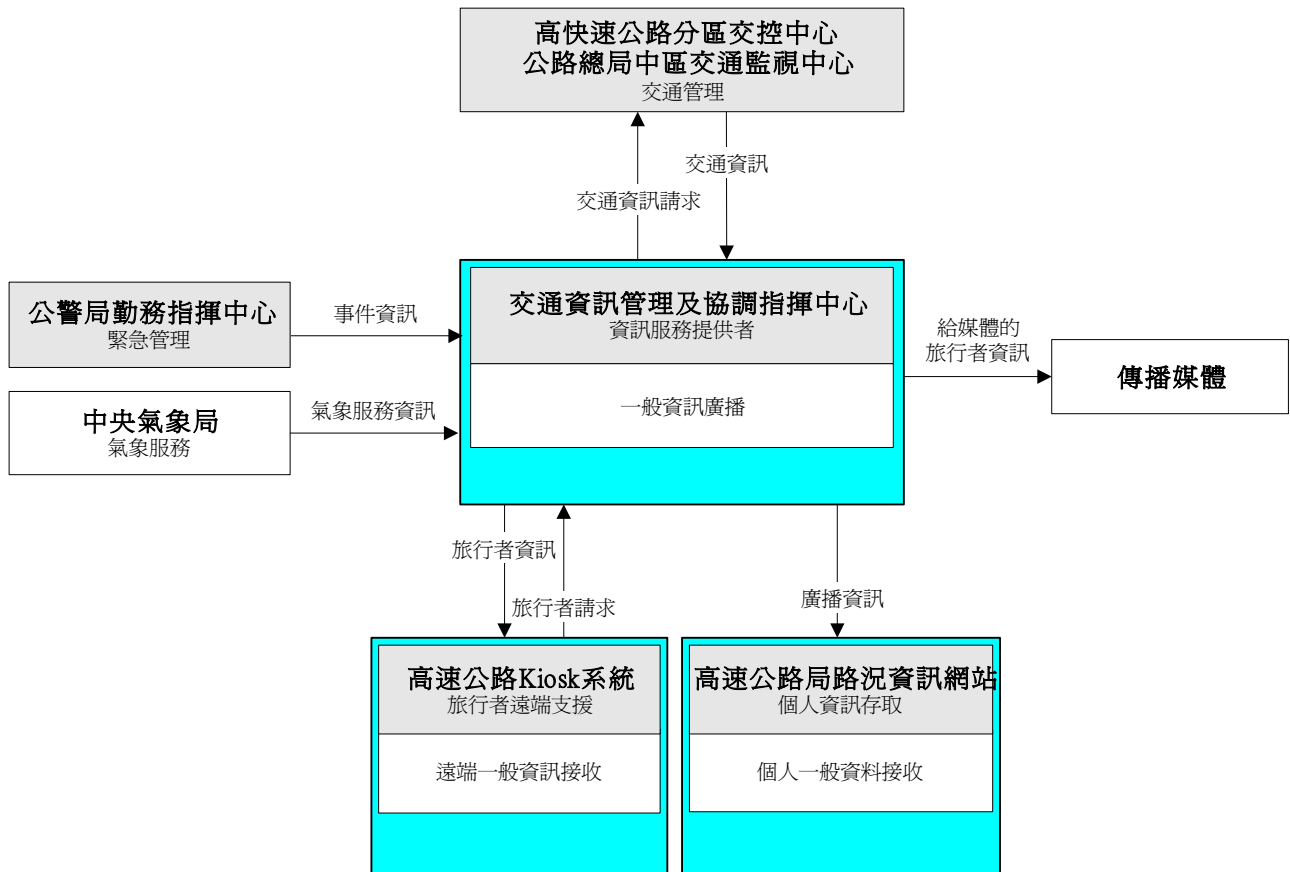 高快速公路分區交控中心
公路總局中區交通監視中心
交通管理
交通資訊
交通資訊請求
公警局勤務指揮中心
緊急管理
事件資訊
交通資訊管理及協調指揮中心
資訊服務提供者
一般資訊廣播
給媒體的
旅行者資訊
傳播媒體
中央氣象局
氣象服務
氣象服務資訊
旅行者資訊
旅行者請求
廣播資訊
高速公路Kiosk系統
旅行者遠端支援
遠端一般資訊接收
高速公路局路況資訊網站
個人資訊存取
個人一般資料接收